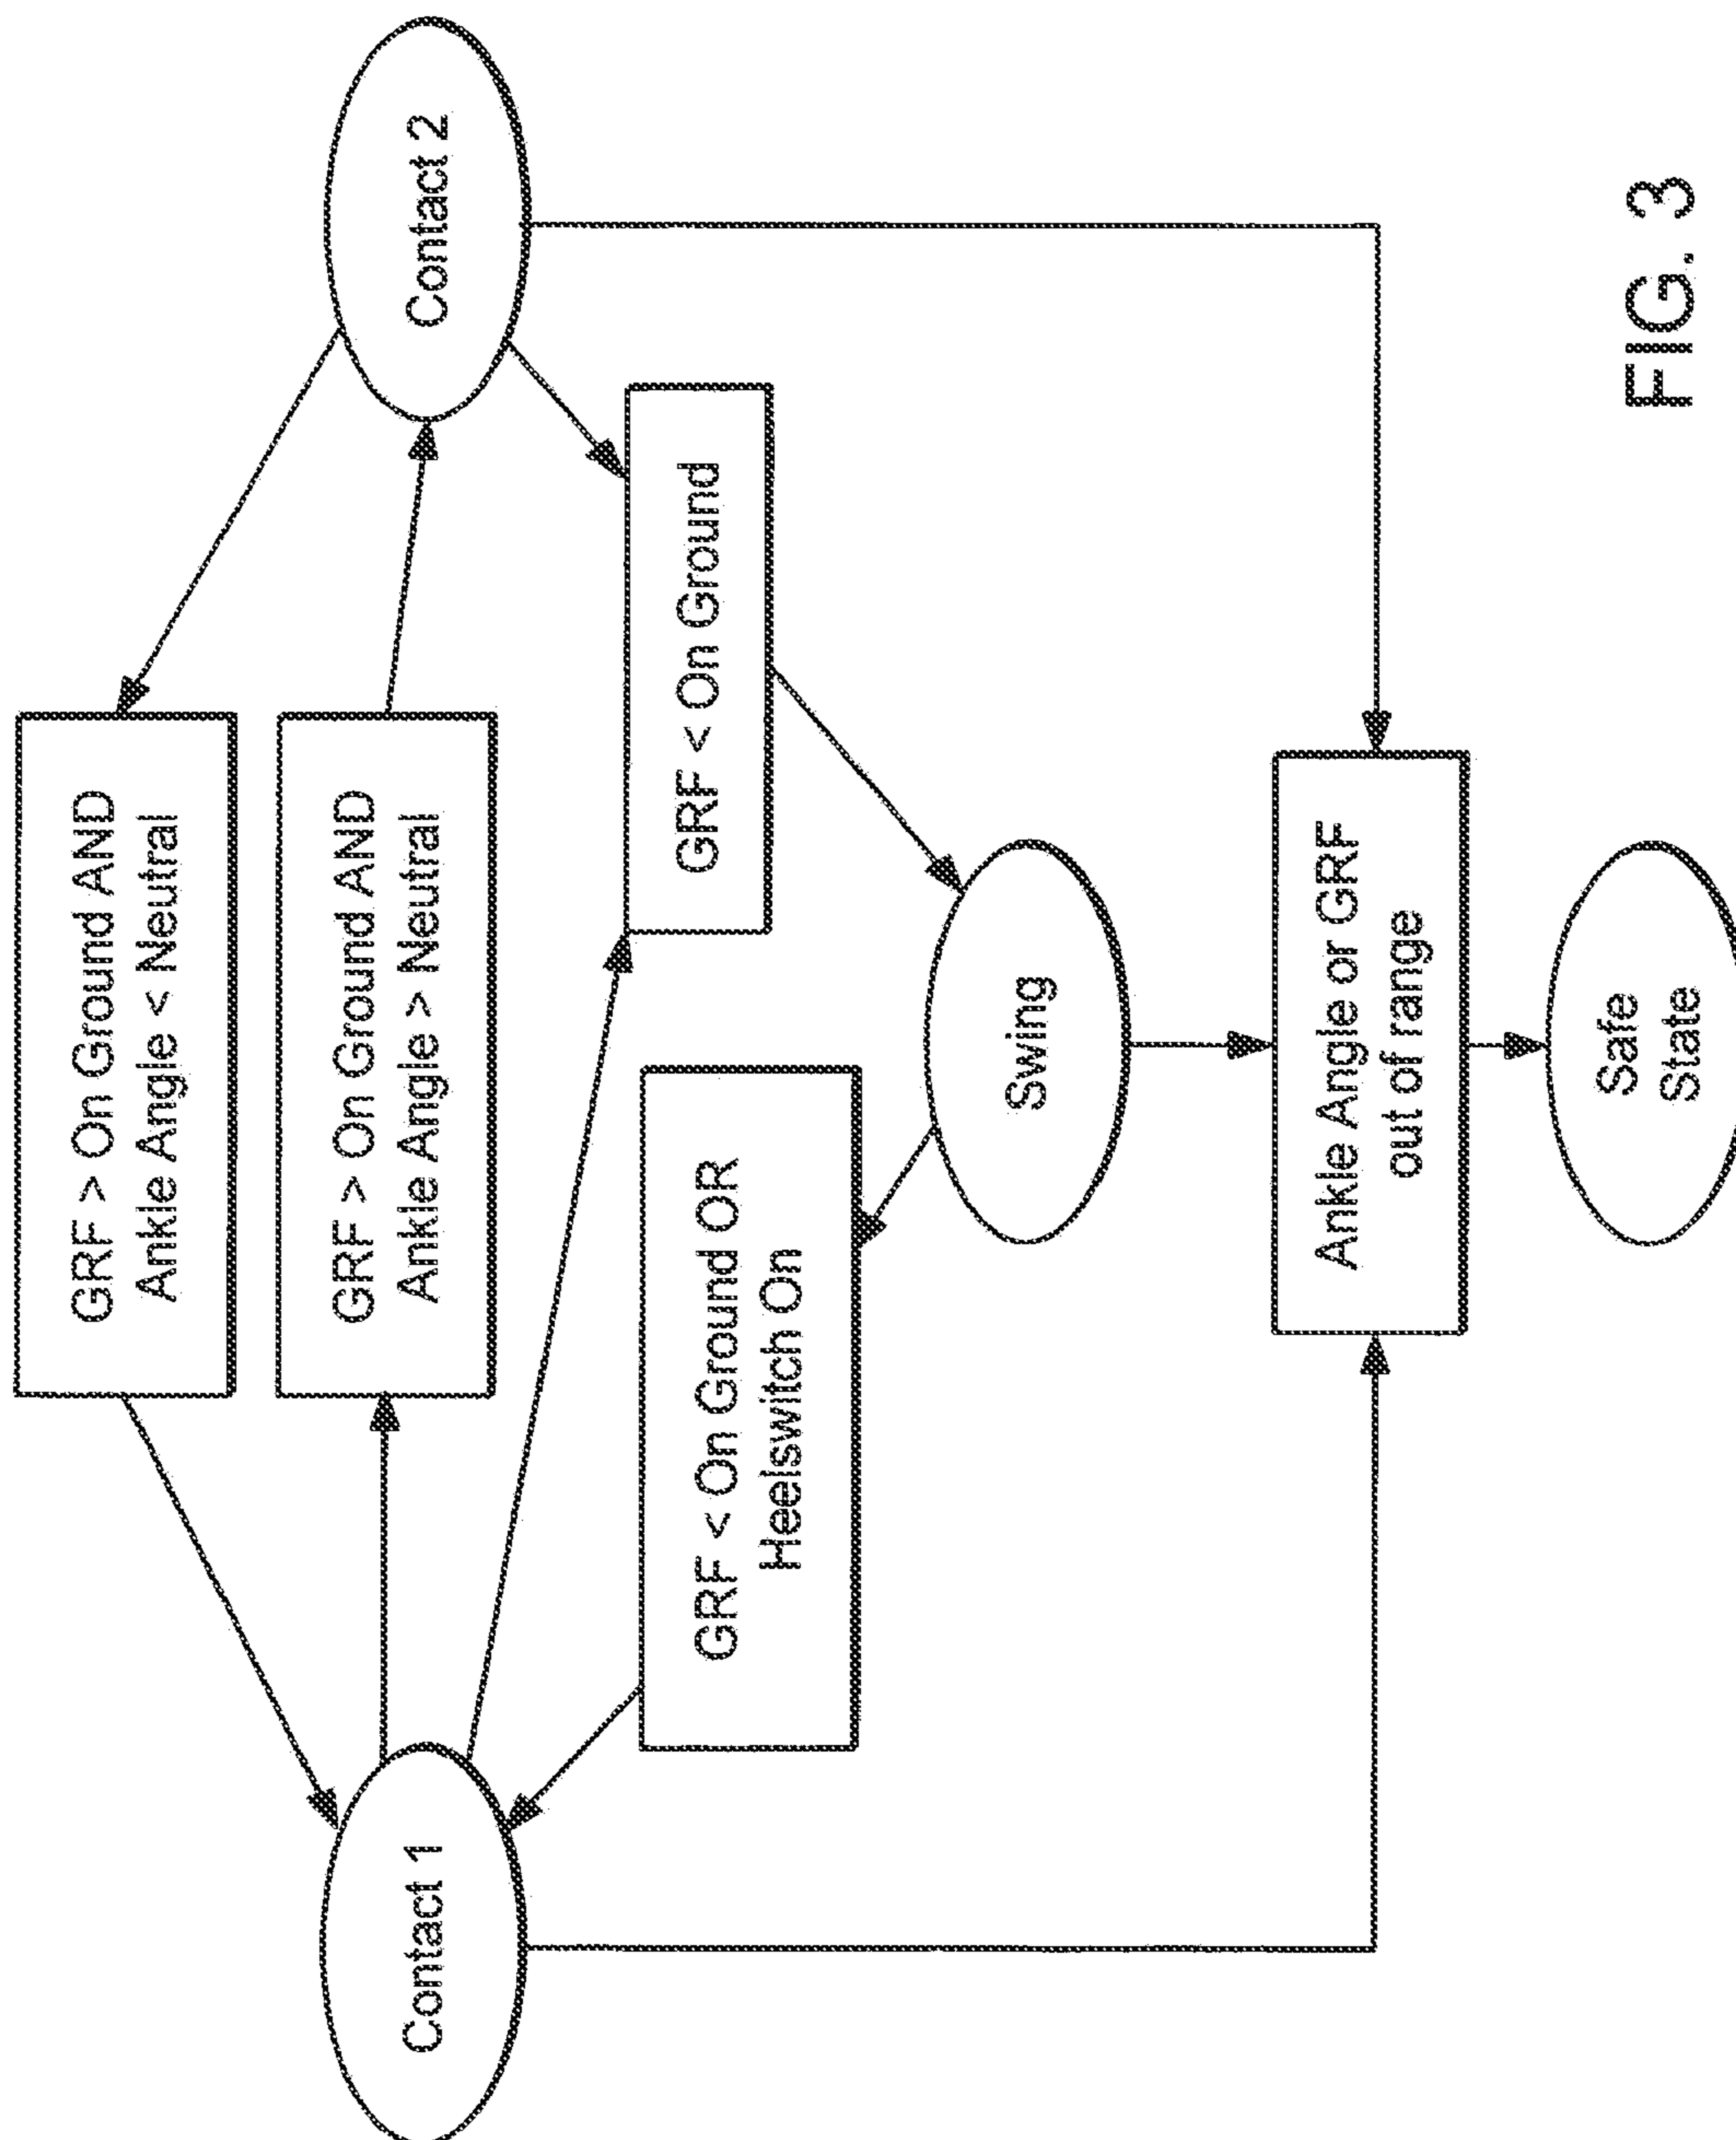 GRF > On Ground AND
Ankle Angle < Neutral
GRF > On Ground AND
Ankle Angle > Neutral
Contact 1
Contact 2
GRF < On Ground
GRF < On Ground OR
Heelswitch On
Swing
Ankle Angle or GRF
out of range
Safe
State
FIG. 3